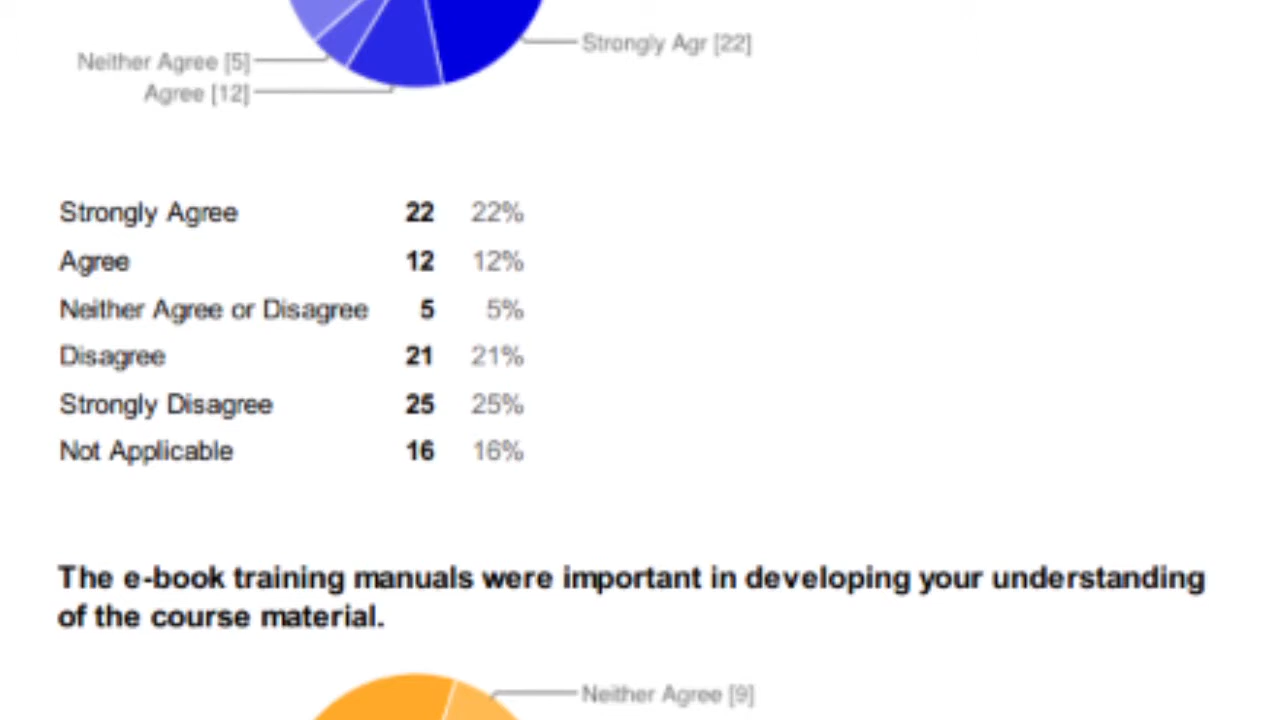 Strongly Agr [22]
Neither Agree [5]
Agree [12]
Strongly Agree 22 22%
Agree 12 12%
Neither Agree or Disagree 5 5%
Disagree 21 21%
Strongly Disagree 25 25%
Not Applicable 16 16%
The e-book training manuals were important in developing your understanding
of the course material.
Neither Agree [9]